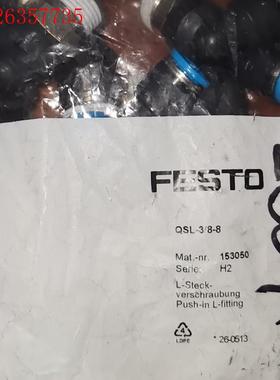 26357735
FESTO
QSL-3/8-8
Mat.-nr. 153050
Serie: H2
L-Steck-
verschraubung
Push-in L-fitting
4
LDPE
* 26-0513